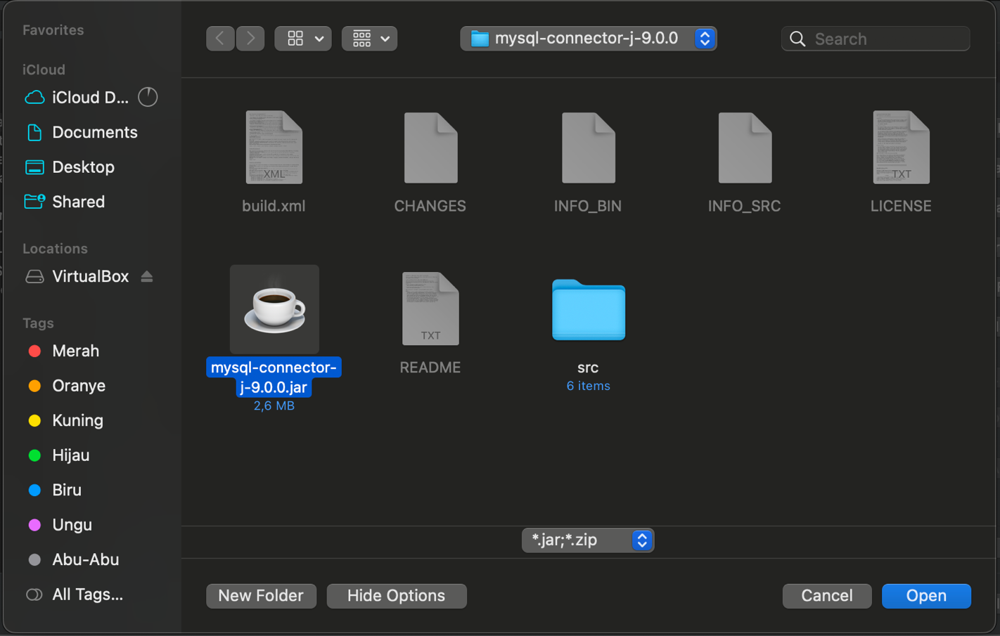 Favorites
iCloud
iCloud D...
Documents
Desktop
Shared
Locations
VirtualBox
Tags
Merah
Oranye
Kuning
Hijau
Biru
Ungu
Abu-Abu
All Tags...
mysql-connector-j-9.0.0
Search
XML
build.xml
CHANGES
INFO_BIN
INFO_SRC
TXT
LICENSE
mysql-connector-
j-9.0.0.jar
2,6 MB
TXT
README
src
6 items
*.jar;*.zip
New Folder
Hide Options
Cancel
Open